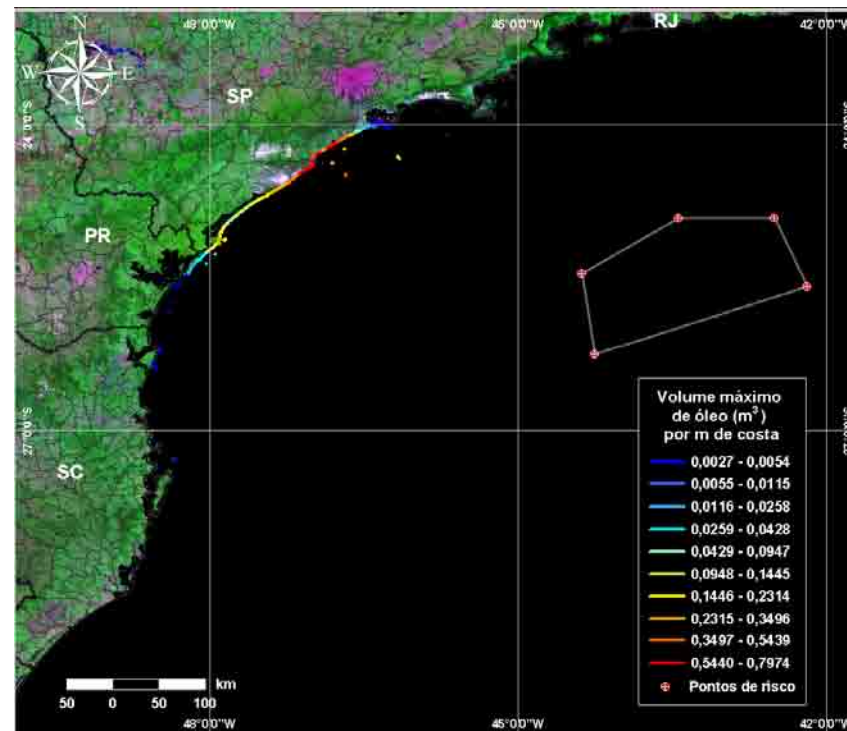 48°0'0"W
45°0'0"W
42°0'0"W
RJ
N
W
E
S
SP
24°0'0"S
PR
27°0'0"S
SC
Volume máximo
de óleo (m³)
por m de costa
0,0027 - 0,0054
0,0055 - 0,0115
0,0116 - 0,0258
0,0259 - 0,0428
0,0429 - 0,0947
0,0948 - 0,1445
0,1446 - 0,2314
0,2315 - 0,3496
0,3497 - 0,5439
0,5440 - 0,7974
Pontos de risco
km
50 0 50 100
48°0'0"W
45°0'0"W
42°0'0"W